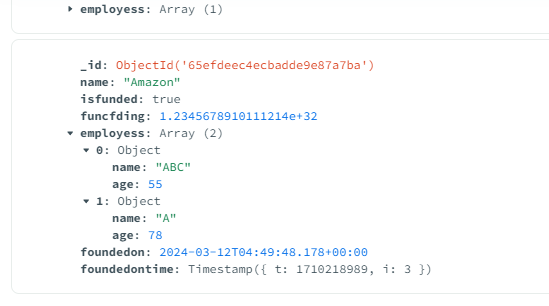 employess: Array (1)
_id: ObjectId('65efdeec4ecbadde9e87a7ba')
name: "Amazon"
isfunded: true
funcfding: 1.2345678910111214e+32
employess: Array (2)
0: Object
name: "ABC"
age: 55
1: Object
name: "A"
age: 78
foundedon: 2024-03-12T04:49:48.178+00:00
foundedontime: Timestamp({ t: 1710218989, i: 3 })